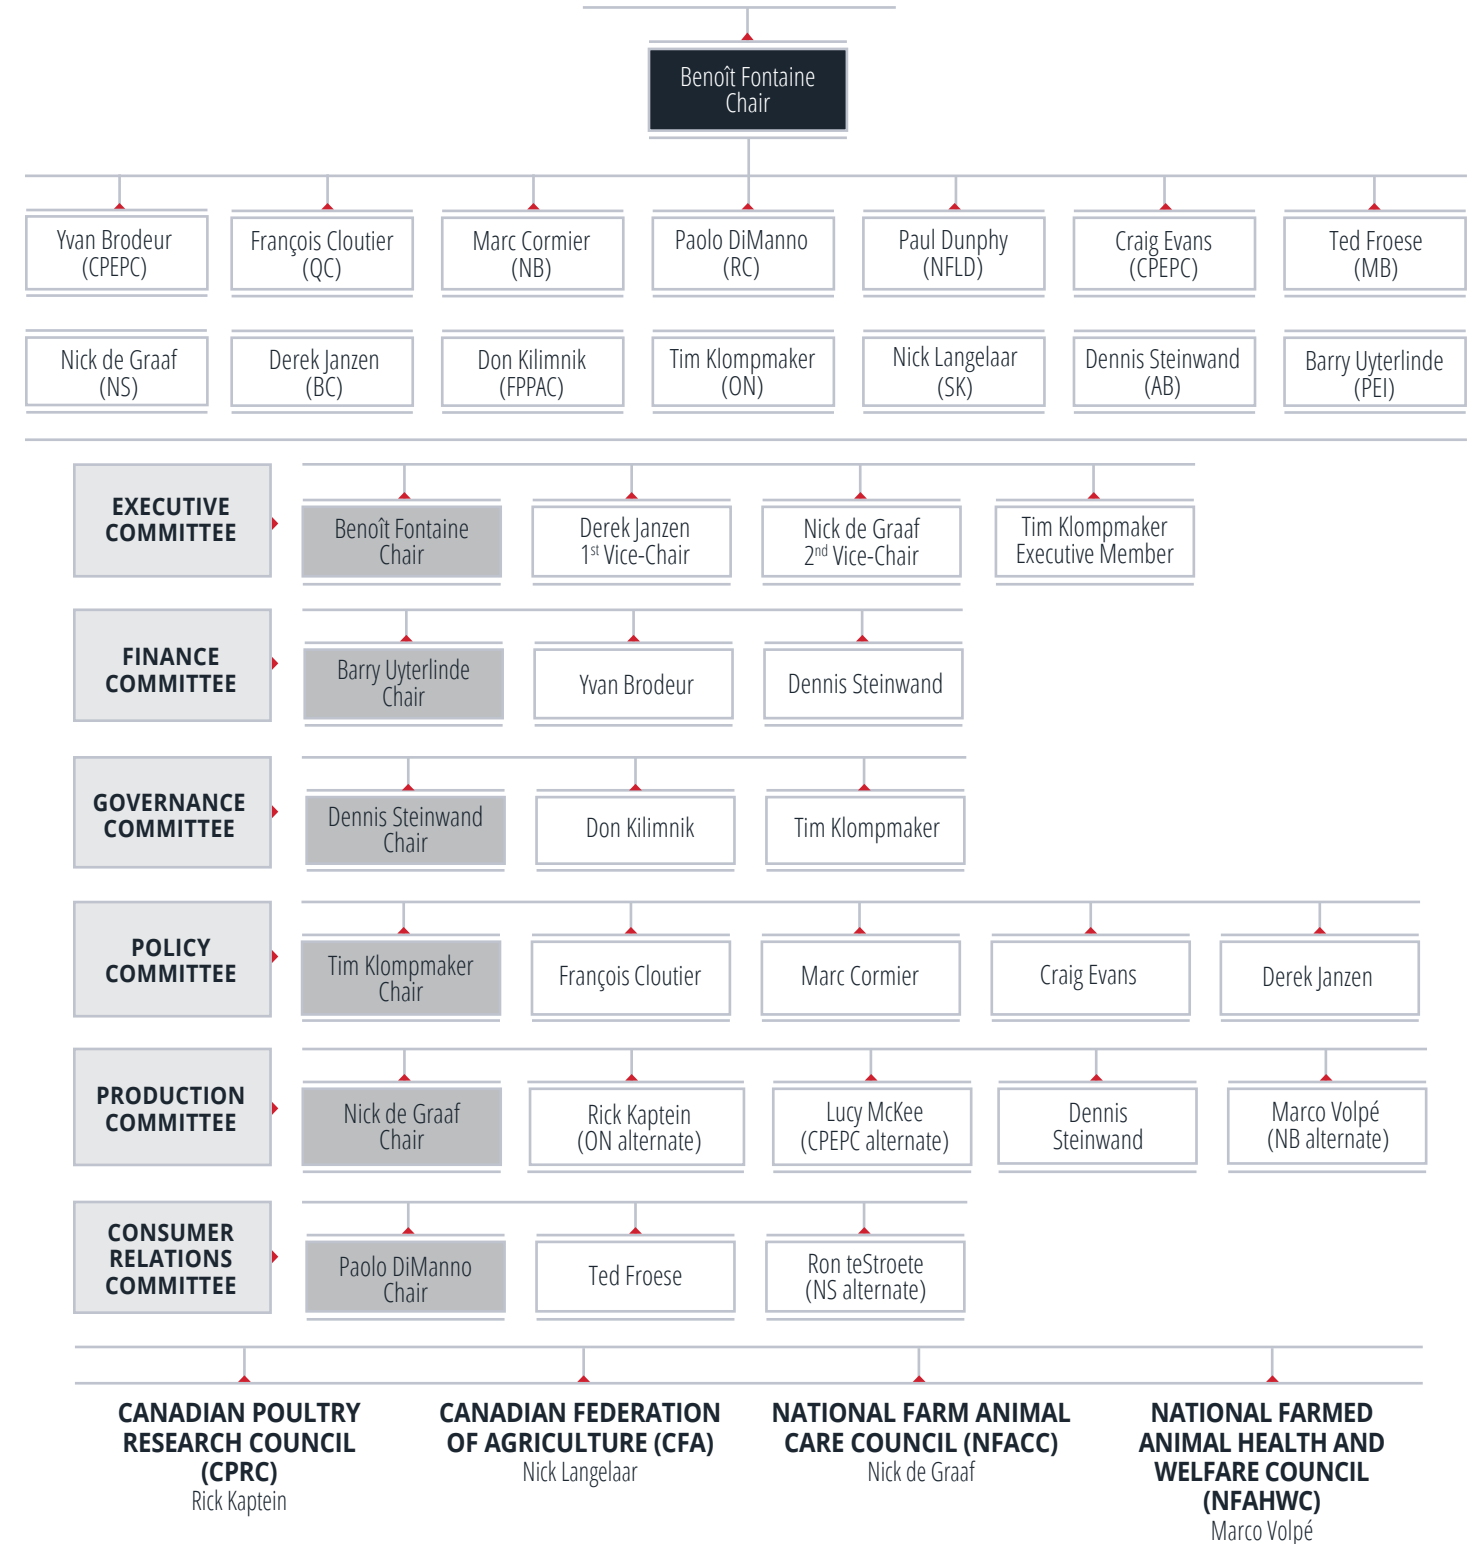 Benoît Fontaine
Chair
Yvan Brodeur
(CPEPC)
François Cloutier
(QC)
Marc Cormier
(NB)
Paolo DiManno
(RC)
Paul Dunphy
(NFLD)
Craig Evans
(CPEPC)
Ted Froese
(MB)
Nick de Graaf
(NS)
Derek Janzen
(BC)
Don Kilimnik
(FPPAC)
Tim Klompmaker
(ON)
Nick Langelaar
(SK)
Dennis Steinwand
(AB)
Barry Uyterlinde
(PEI)
EXECUTIVE
COMMITTEE
Benoît Fontaine
Chair
Derek Janzen
1st Vice-Chair
Nick de Graaf
2nd Vice-Chair
Tim Klompmaker
Executive Member
FINANCE
COMMITTEE
Barry Uyterlinde
Chair
Yvan Brodeur
Dennis Steinwand
GOVERNANCE
COMMITTEE
Dennis Steinwand
Chair
Don Kilimnik
Tim Klompmaker
POLICY
COMMITTEE
Tim Klompmaker
Chair
François Cloutier
Marc Cormier
Craig Evans
Derek Janzen
PRODUCTION
COMMITTEE
Nick de Graaf
Chair
Rick Kaptein
(ON alternate)
Lucy McKee
(CPEPC alternate)
Dennis
Steinwand
Marco Volpé
(NB alternate)
CONSUMER
RELATIONS
COMMITTEE
Paolo DiManno
Chair
Ted Froese
Ron teStroete
(NS alternate)
CANADIAN POULTRY
RESEARCH COUNCIL
(CPRC)
Rick Kaptein
CANADIAN FEDERATION
OF AGRICULTURE (CFA)
Nick Langelaar
NATIONAL FARM ANIMAL
CARE COUNCIL (NFACC)
Nick de Graaf
NATIONAL FARMED
ANIMAL HEALTH AND
WELFARE COUNCIL
(NFAHWC)
Marco Volpé